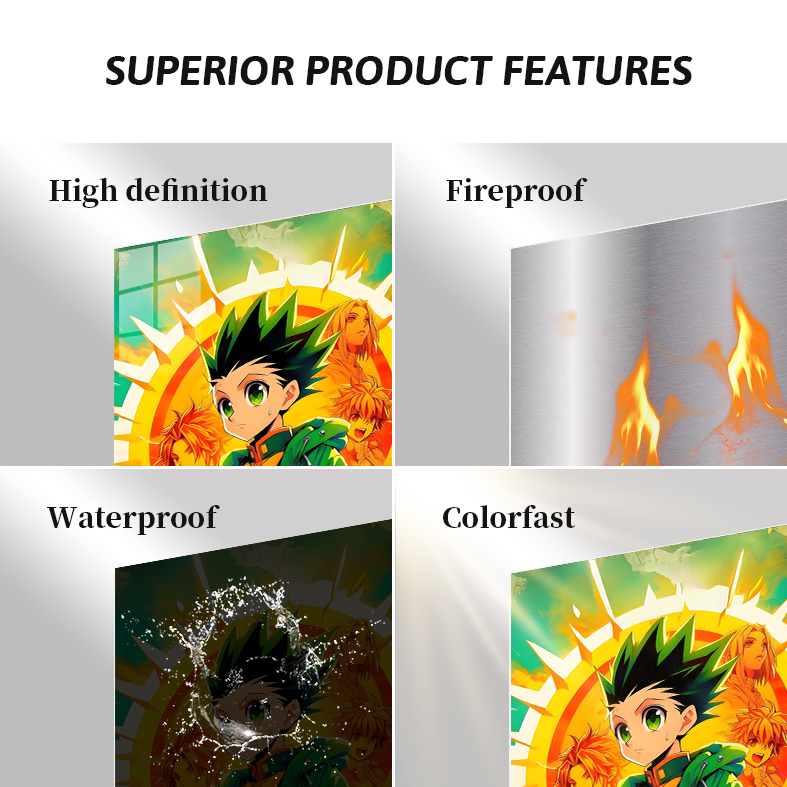 SUPERIOR PRODUCT FEATURES
High definition
Fireproof
Waterproof
Colorfast